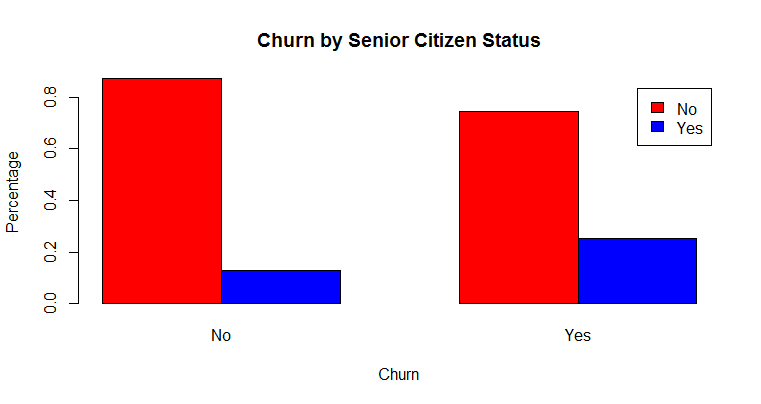 Churn by Senior Citizen Status
Percentage
0.8
0.6
0.4
0.2
0.0
No
Yes
No
Yes
Churn